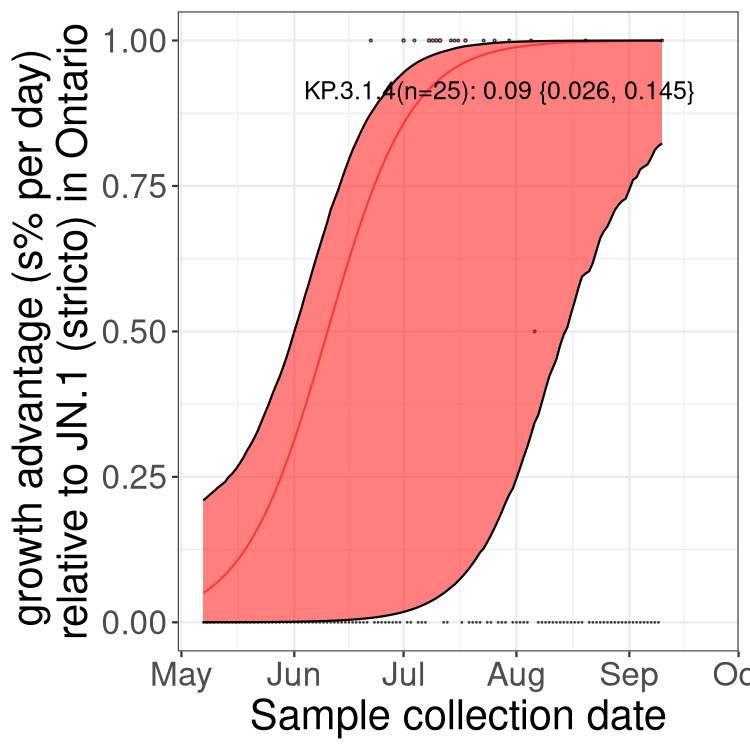 growth advantage (s% per day)
relative to JN.1 (stricto) in Ontario
1.00
0.75
0.50
0.25
0.00
KP.3.1.4(n=25): 0.09 {0.026, 0.145}
May Jun Jul Aug Sep Oc
Sample collection date